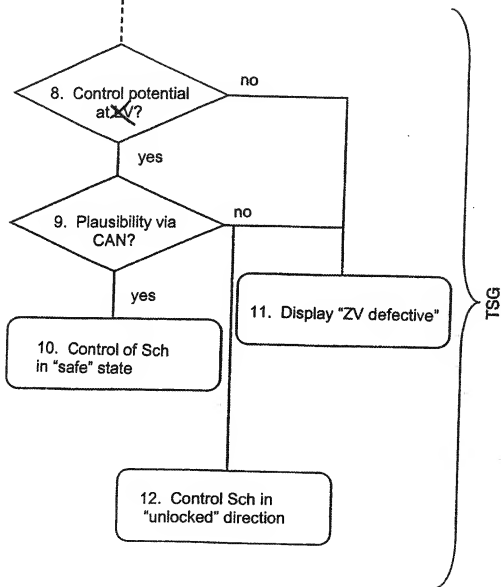 8. Control potential
at ZV?
no
yes
9. Plausibility via
CAN?
no
yes
11. Display "ZV defective"
10. Control of Sch
in "safe" state
12. Control Sch in
"unlocked" direction
TSG